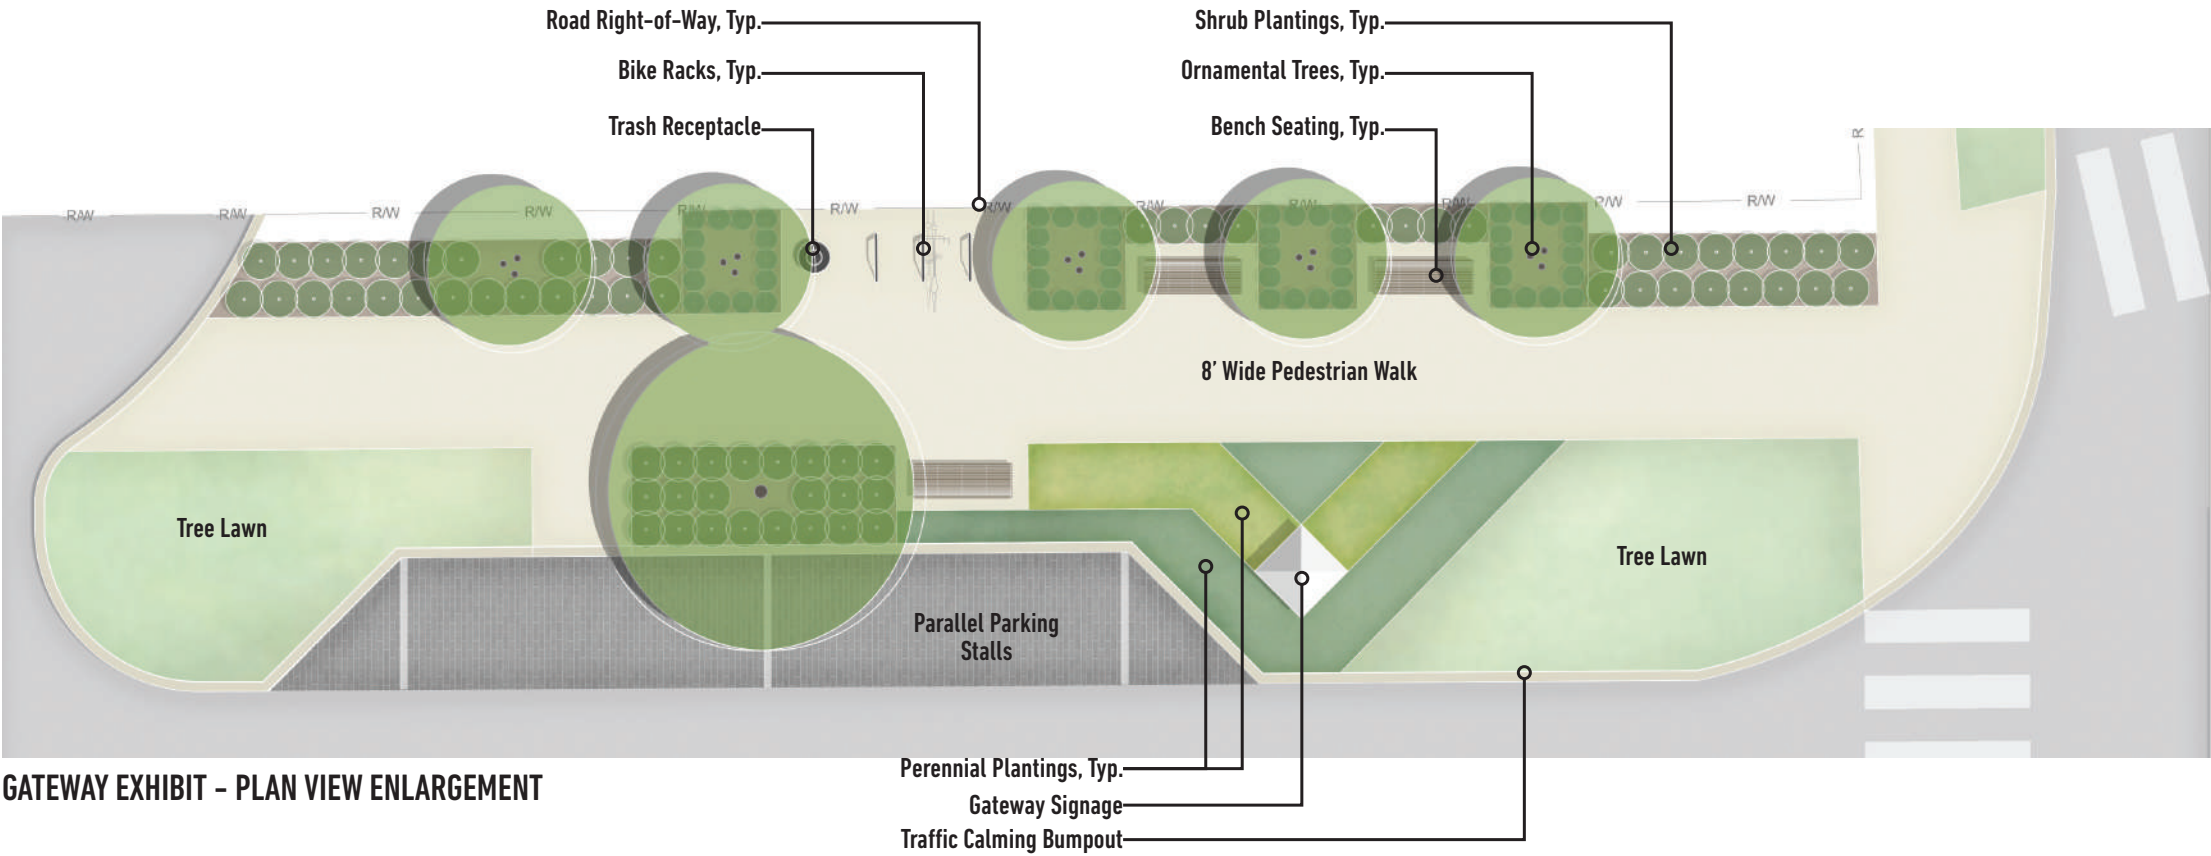 Road Right-of-Way, Typ.
Shrub Plantings, Typ.
Bike Racks, Typ.
Ornamental Trees, Typ.
Trash Receptacle
Bench Seating, Typ.
R
R/W R/W R/W R/W R/W R/W R/W R/W R/W R/W R/W R/W
8' Wide Pedestrian Walk
Tree Lawn
Tree Lawn
Parallel Parking
Stalls
Perennial Plantings, Typ.
GATEWAY EXHIBIT - PLAN VIEW ENLARGEMENT
Gateway Signage
Traffic Calming Bumpout